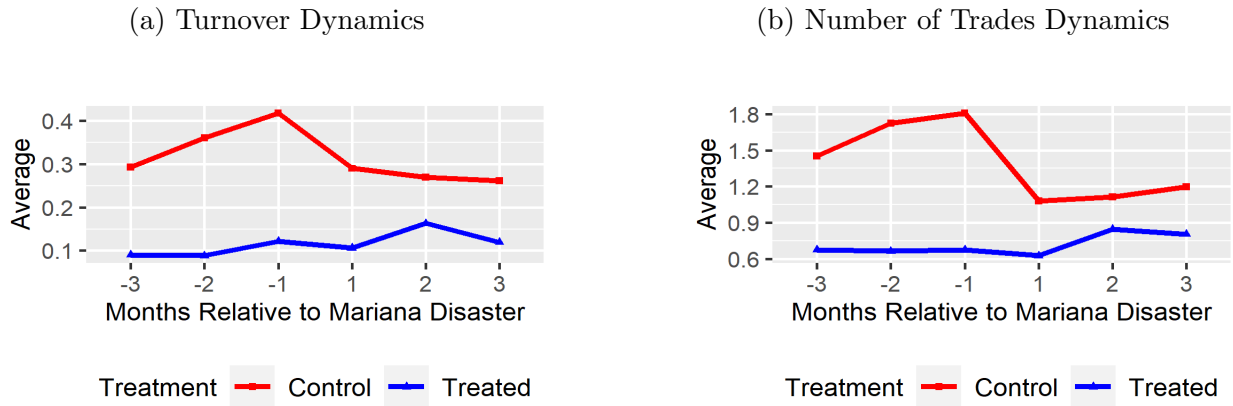 (a) Turnover Dynamics
0.4
0.3
0.2
0.1
Average
-3 -2 -1 1 2 3
Months Relative to Mariana Disaster
Treatment Control Treated
(b) Number of Trades Dynamics
1.8
1.5
1.2
0.9
0.6
Average
-3 -2 -1 1 2 3
Months Relative to Mariana Disaster
Treatment Control Treated